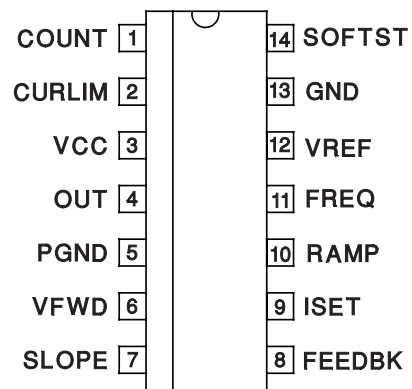 COUNT 1 14 SOFTST
CURLIM 2 13 GND
VCC 3 12 VREF
OUT 4 11 FREQ
PGND 5 10 RAMP
VFWD 6 9 ISET
SLOPE 7 8 FEEDBK